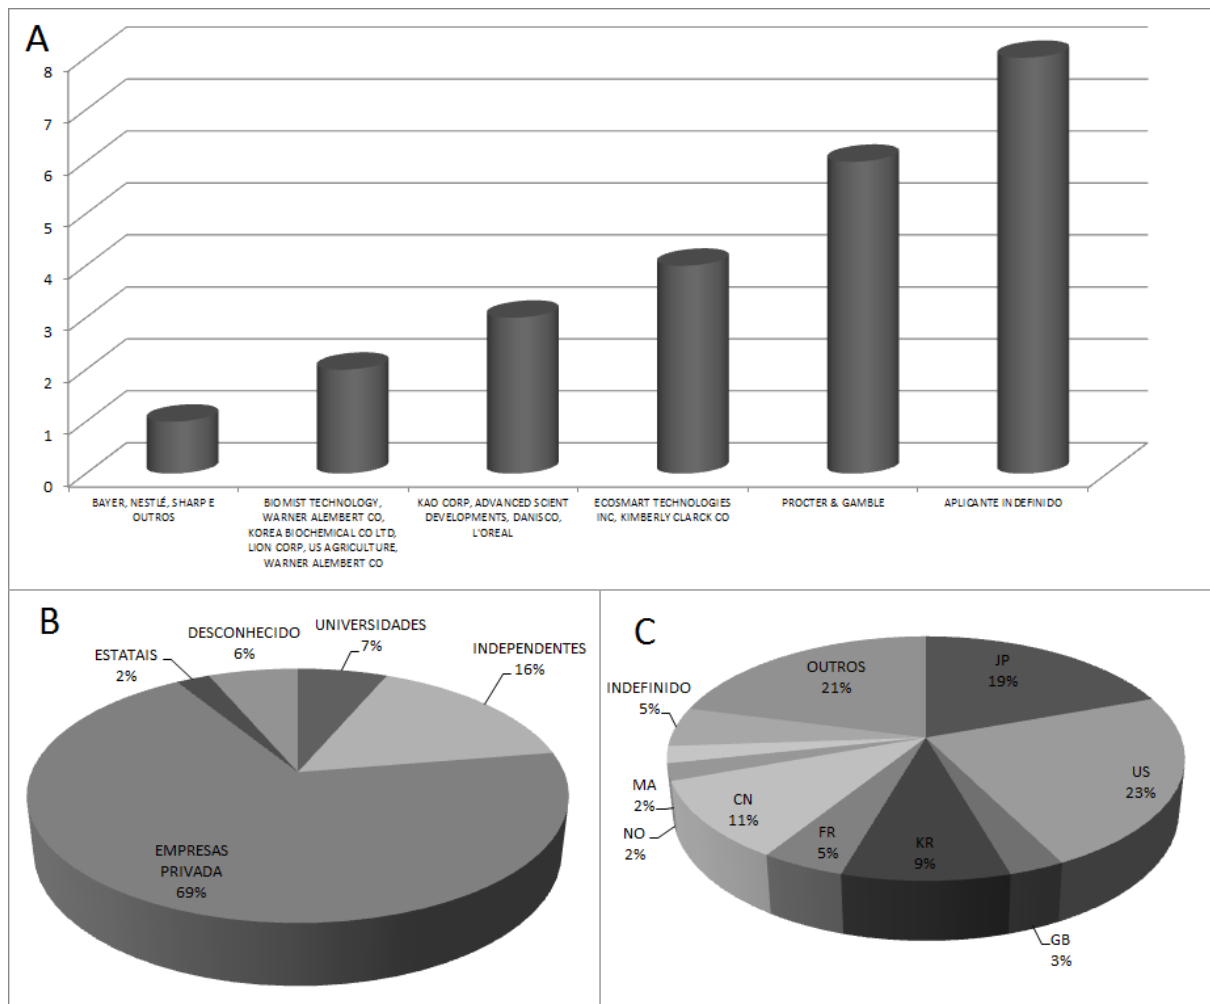 A
8
7
6
5
4
3
2
1
0
BAYER, NESTLÉ, SHARP E
OUTROS
BIOMIST TECHNOLOGY,
WARNER ALEMBERT CO,
KOREA BIOCHEMICAL CO LTD,
LION CORP, US AGRICULTURE,
WARNER ALEMBERT CO
KAO CORP, ADVANCED SCIENT
DEVELOPMENTS, DANISCO,
L'OREAL
ECOSMART TECHNOLOGIES
INC, KIMBERLY CLARCK CO
PROCTER & GAMBLE
APLICANTE INDEFINIDO
B
DESCONHECIDO
6%
UNIVERSIDADES
7%
ESTATAIS
2%
INDEPENDENTES
16%
EMPRESAS
PRIVADA
69%
C
OUTROS
21%
JP
19%
INDEFINIDO
5%
US
23%
MA
2%
CN
11%
NO
2%
FR
5%
KR
9%
GB
3%